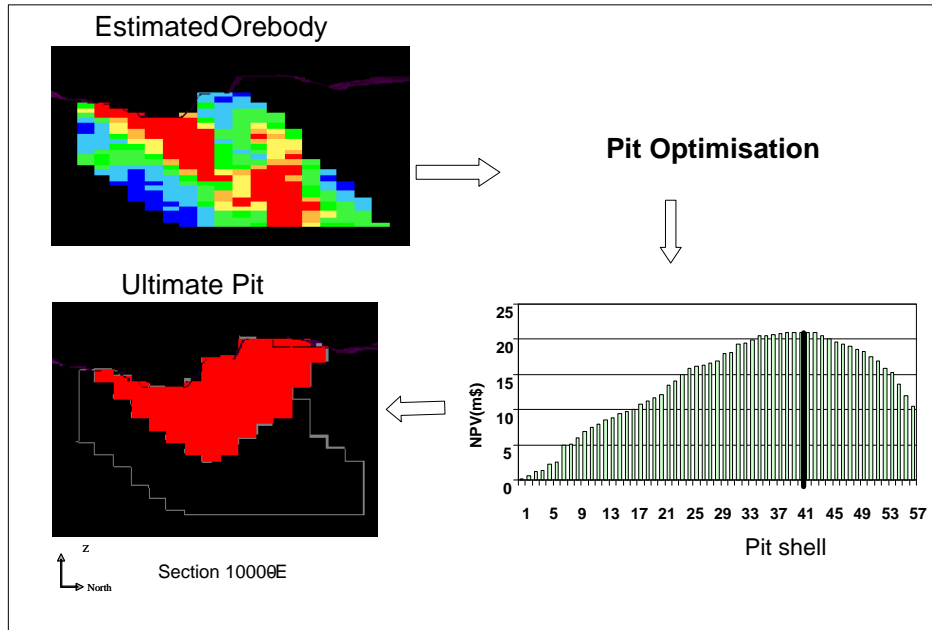 Estimated Orebody
Pit Optimisation
Ultimate Pit
25
20
15
10
5
0
NPV(m$)
1 5 9 13 17 21 25 29 33 37 41 45 49 53 57
Pit shell
z
North
Section 10000E